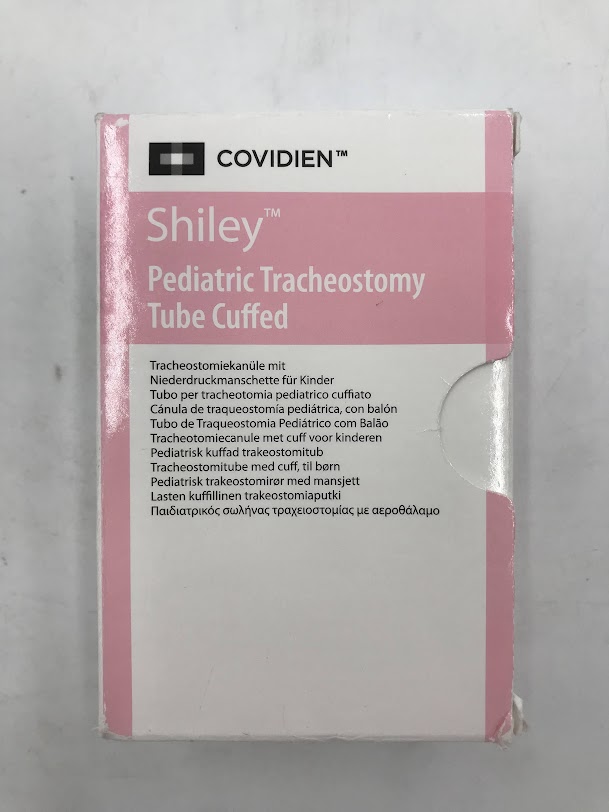 COVIDIEN™
Shiley™
Pediatric Tracheostomy
Tube Cuffed
Tracheostomiekanüle mit
Niederdruckmanschette für Kinder
Tubo per tracheotomia pediatrico cuffiato
Cánula de traqueostomía pediátrica, con balón
Tubo de Traqueostomia Pediátrico com Balão
Tracheotomiecanule met cuff voor kinderen
Pediatrisk kuffad trakeostomitub
Tracheostomitube med cuff, til børn
Pediatrisk trakeostomirør med mansjett
Lasten kuffillinen trakeostomiaputki
Παιδιατρικός σωλήνας τραχειοστομίας με αεροθάλαμο